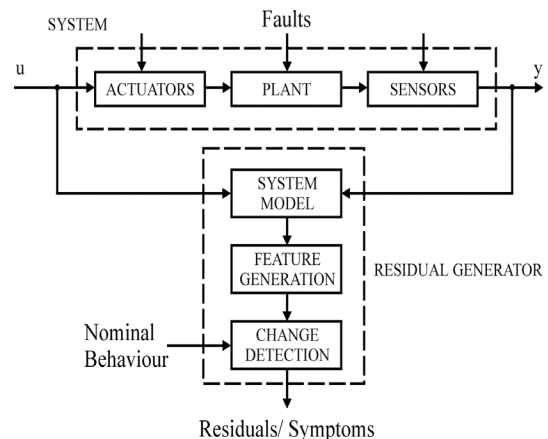 SYSTEM
Faults
u
y
ACTUATORS
PLANT
SENSORS
SYSTEM
MODEL
FEATURE
GENERATION
RESIDUAL GENERATOR
Nominal
Behaviour
CHANGE
DETECTION
Residuals/ Symptoms